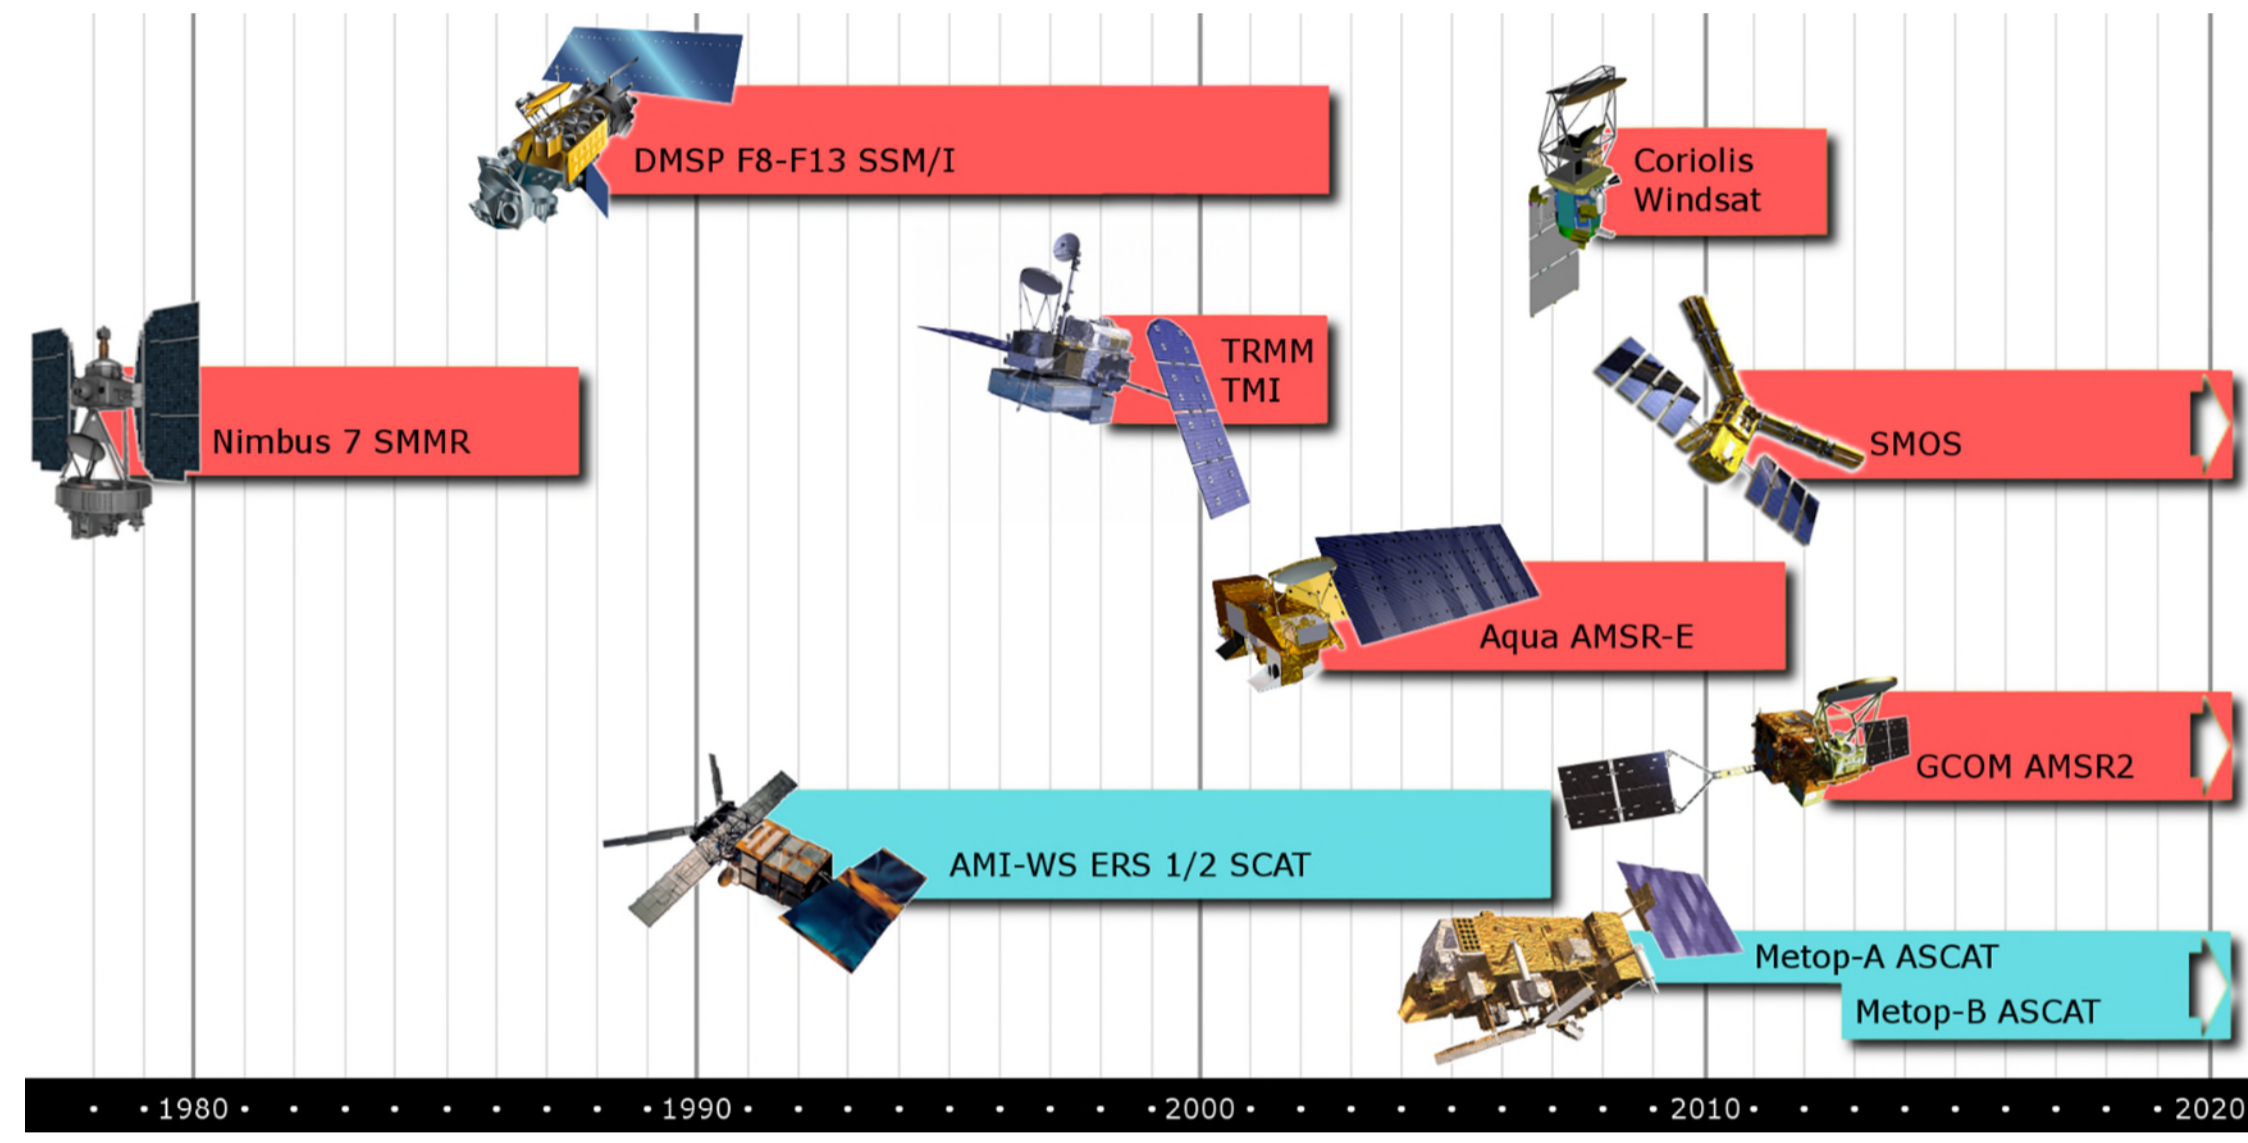 DMSP F8-F13 SSM/I
Coriolis
Windsat
TRMM
TMI
Nimbus 7 SMMR
SMOS
Aqua AMSR-E
GCOM AMSR2
AMI-WS ERS 1/2 SCAT
Metop-A ASCAT
Metop-B ASCAT
1980 1990 2000 2010 2020